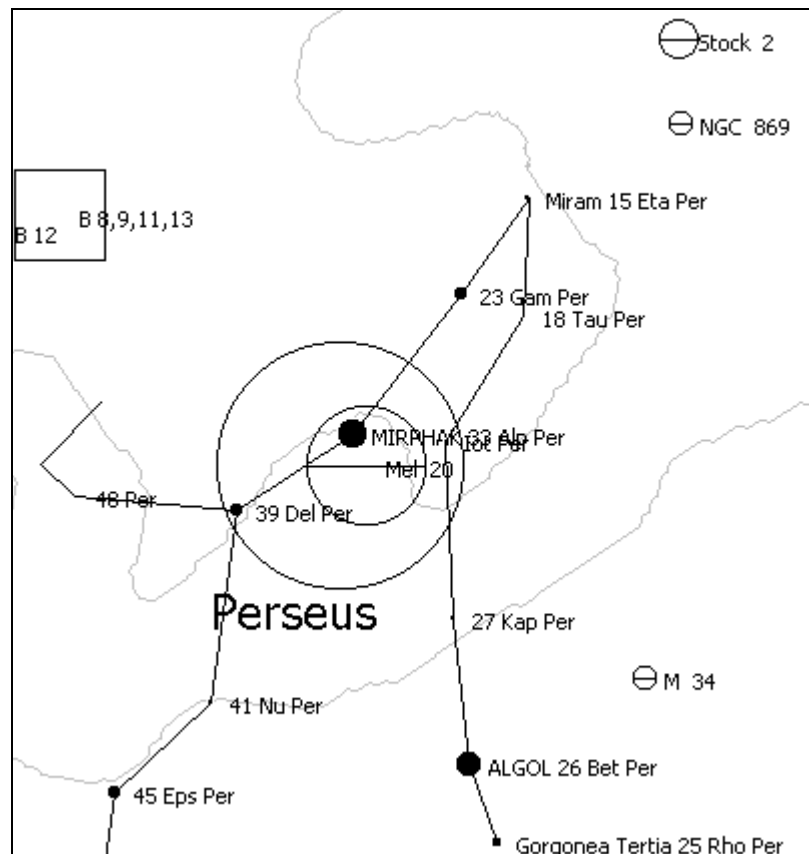 Stock 2
NGC 869
Miram 15 Eta Per
B 8,9,11,13
B 12
23 Gam Per
18 Tau Per
MIRPHAK 33 Alp Per
Iot Per
Mel 20
48 Per
39 Del Per
Perseus
27 Kap Per
M 34
41 Nu Per
ALGOL 26 Bet Per
45 Eps Per
Gorgonea Tertia 25 Rho Per